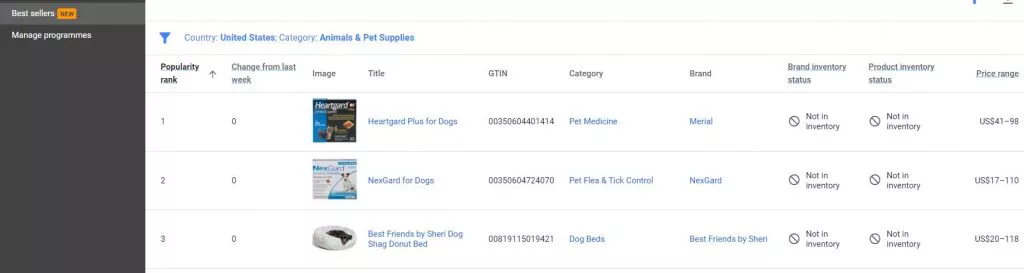 Best sellers NEW
Manage programmes
Country: United States; Category: Animals & Pet Supplies
Popularity rank
Change from last week
Image
Title
GTIN
Category
Brand
Brand inventory status
Product inventory status
Price range
1
0
Heartgard
Heartgard Plus for Dogs
00350604401414
Pet Medicine
Merial
Not in inventory
Not in inventory
US$41–98
2
0
NexGard
NexGard for Dogs
00350604724070
Pet Flea & Tick Control
NexGard
Not in inventory
Not in inventory
US$17–110
3
0
Best Friends by Sheri Dog
Shag Donut Bed
00819115019421
Dog Beds
Best Friends by Sheri
Not in inventory
Not in inventory
US$20–118